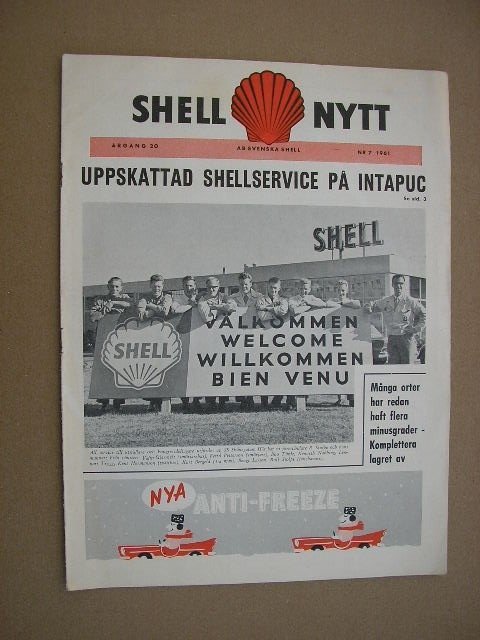 SHELL NYTT
ÅRGÅNG 20 AB SVENSKA SHELL NR 7 1961
UPPSKATTAD SHELLSERVICE PÅ INTAPUC
Se sid. 3
SHELL
VÄLKOMMEN
SHELL
WELCOME
WILLKOMMEN
BIEN VENU
Många orter
har redan
haft flera
minusgrader -
Komplettera
lagret av
NYA ANTI-FREEZE